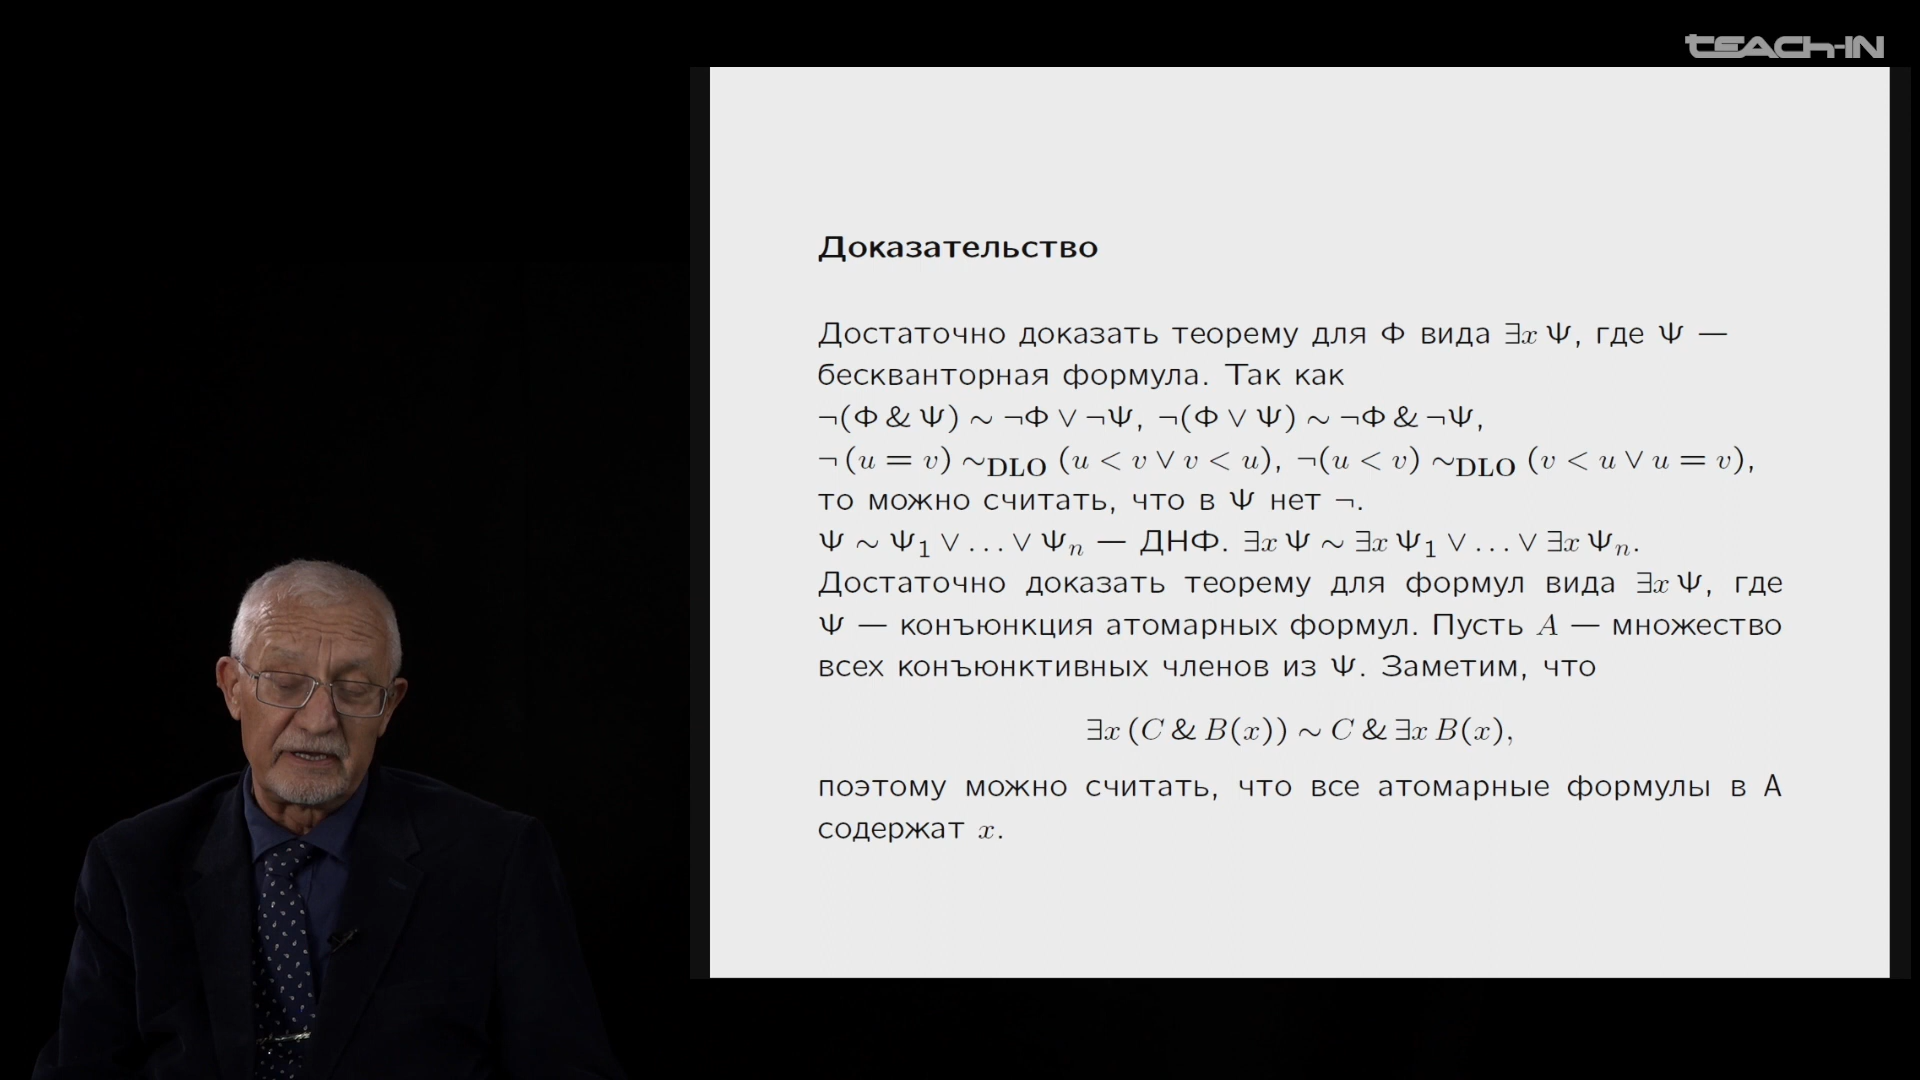 TEACH-IN
Доказательство
Достаточно доказать теорему для Φ вида ∃x Ψ, где Ψ —
бескванторная формула. Так как
¬(Φ & Ψ) ∼ ¬Φ ∨ ¬Ψ, ¬(Φ ∨ Ψ) ∼ ¬Φ & ¬Ψ,
¬ (u = v) ∼DLO (u < v ∨ v < u), ¬(u < v) ∼DLO (v < u ∨ u = v),
то можно считать, что в Ψ нет ¬.
Ψ ∼ Ψ₁ ∨ … ∨ Ψₙ — ДНФ. ∃x Ψ ∼ ∃x Ψ₁ ∨ … ∨ ∃x Ψₙ.
Достаточно доказать теорему для формул вида ∃x Ψ, где
Ψ — конъюнкция атомарных формул. Пусть A — множество
всех конъюнктивных членов из Ψ. Заметим, что
∃x (C & B(x)) ∼ C & ∃x B(x),
поэтому можно считать, что все атомарные формулы в A
содержат x.